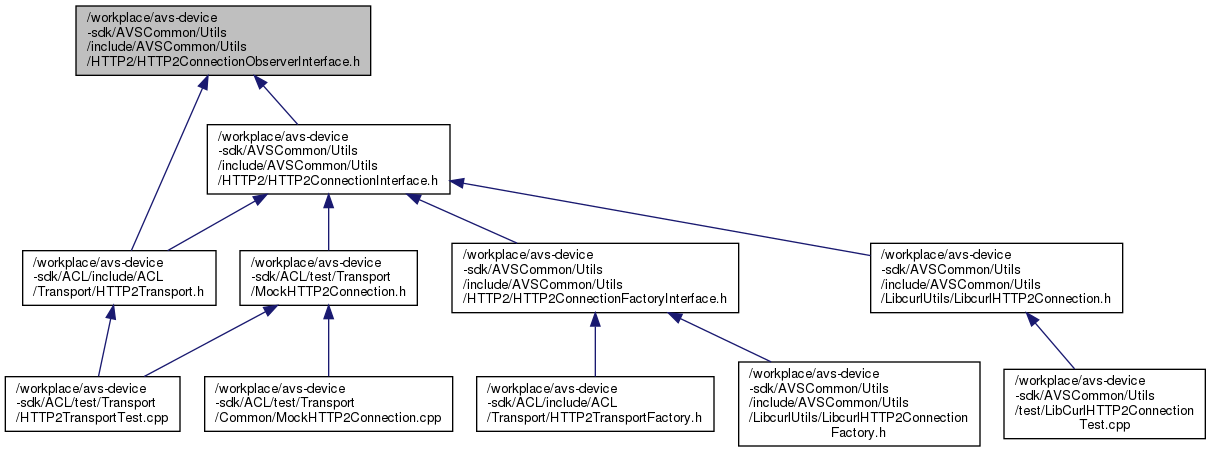 /workplace/avs-device
-sdk/AVSCommon/Utils
/include/AVSCommon/Utils
/HTTP2/HTTP2ConnectionObserverInterface.h
/workplace/avs-device
-sdk/AVSCommon/Utils
/include/AVSCommon/Utils
/HTTP2/HTTP2ConnectionInterface.h
/workplace/avs-device
-sdk/ACL/include/ACL
/Transport/HTTP2Transport.h
/workplace/avs-device
-sdk/ACL/test/Transport
/MockHTTP2Connection.h
/workplace/avs-device
-sdk/AVSCommon/Utils
/include/AVSCommon/Utils
/HTTP2/HTTP2ConnectionFactoryInterface.h
/workplace/avs-device
-sdk/AVSCommon/Utils
/include/AVSCommon/Utils
/LibcurlUtils/LibcurlHTTP2Connection.h
/workplace/avs-device
-sdk/ACL/test/Transport
/HTTP2TransportTest.cpp
/workplace/avs-device
-sdk/ACL/test/Transport
/Common/MockHTTP2Connection.cpp
/workplace/avs-device
-sdk/ACL/include/ACL
/Transport/HTTP2TransportFactory.h
/workplace/avs-device
-sdk/AVSCommon/Utils
/include/AVSCommon/Utils
/LibcurlUtils/LibcurlHTTP2Connection
Factory.h
/workplace/avs-device
-sdk/AVSCommon/Utils
/test/LibCurlHTTP2Connection
Test.cpp